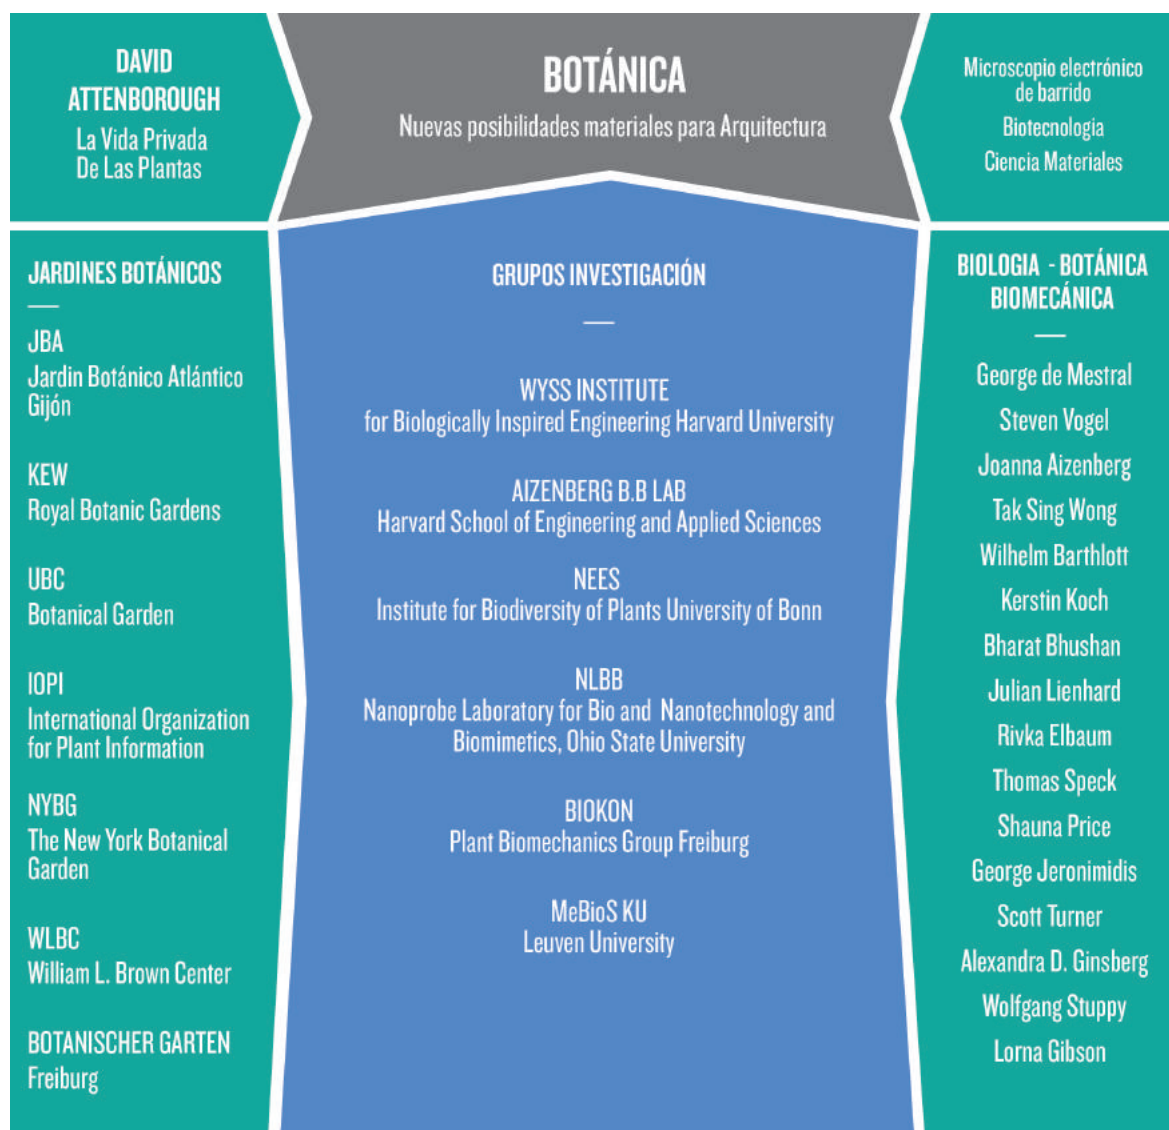 DAVID
ATTENBOROUGH
La Vida Privada
De Las Plantas
BOTÁNICA
Nuevas posibilidades materiales para Arquitectura
Microscopio electrónico
de barrido
Biotecnologia
Ciencia Materiales
JARDINES BOTÁNICOS
JBA
Jardin Botánico Atlántico
Gijón
KEW
Royal Botanic Gardens
UBC
Botanical Garden
IOPI
International Organization
for Plant Information
NYBG
The New York Botanical
Garden
WLBC
William L. Brown Center
BOTANISCHER GARTEN
Freiburg
GRUPOS INVESTIGACIÓN
WYSS INSTITUTE
for Biologically Inspired Engineering Harvard University
AIZENBERG B.B LAB
Harvard School of Engineering and Applied Sciences
NEES
Institute for Biodiversity of Plants University of Bonn
NLBB
Nanoprobe Laboratory for Bio and Nanotechnology and
Biomimetics, Ohio State University
BIOKON
Plant Biomechanics Group Freiburg
MeBioS KU
Leuven University
BIOLOGIA - BOTÁNICA
BIOMECÁNICA
George de Mestral
Steven Vogel
Joanna Aizenberg
Tak Sing Wong
Wilhelm Barthlott
Kerstin Koch
Bharat Bhushan
Julian Lienhard
Rivka Elbaum
Thomas Speck
Shauna Price
George Jeronimidis
Scott Turner
Alexandra D. Ginsberg
Wolfgang Stuppy
Lorna Gibson